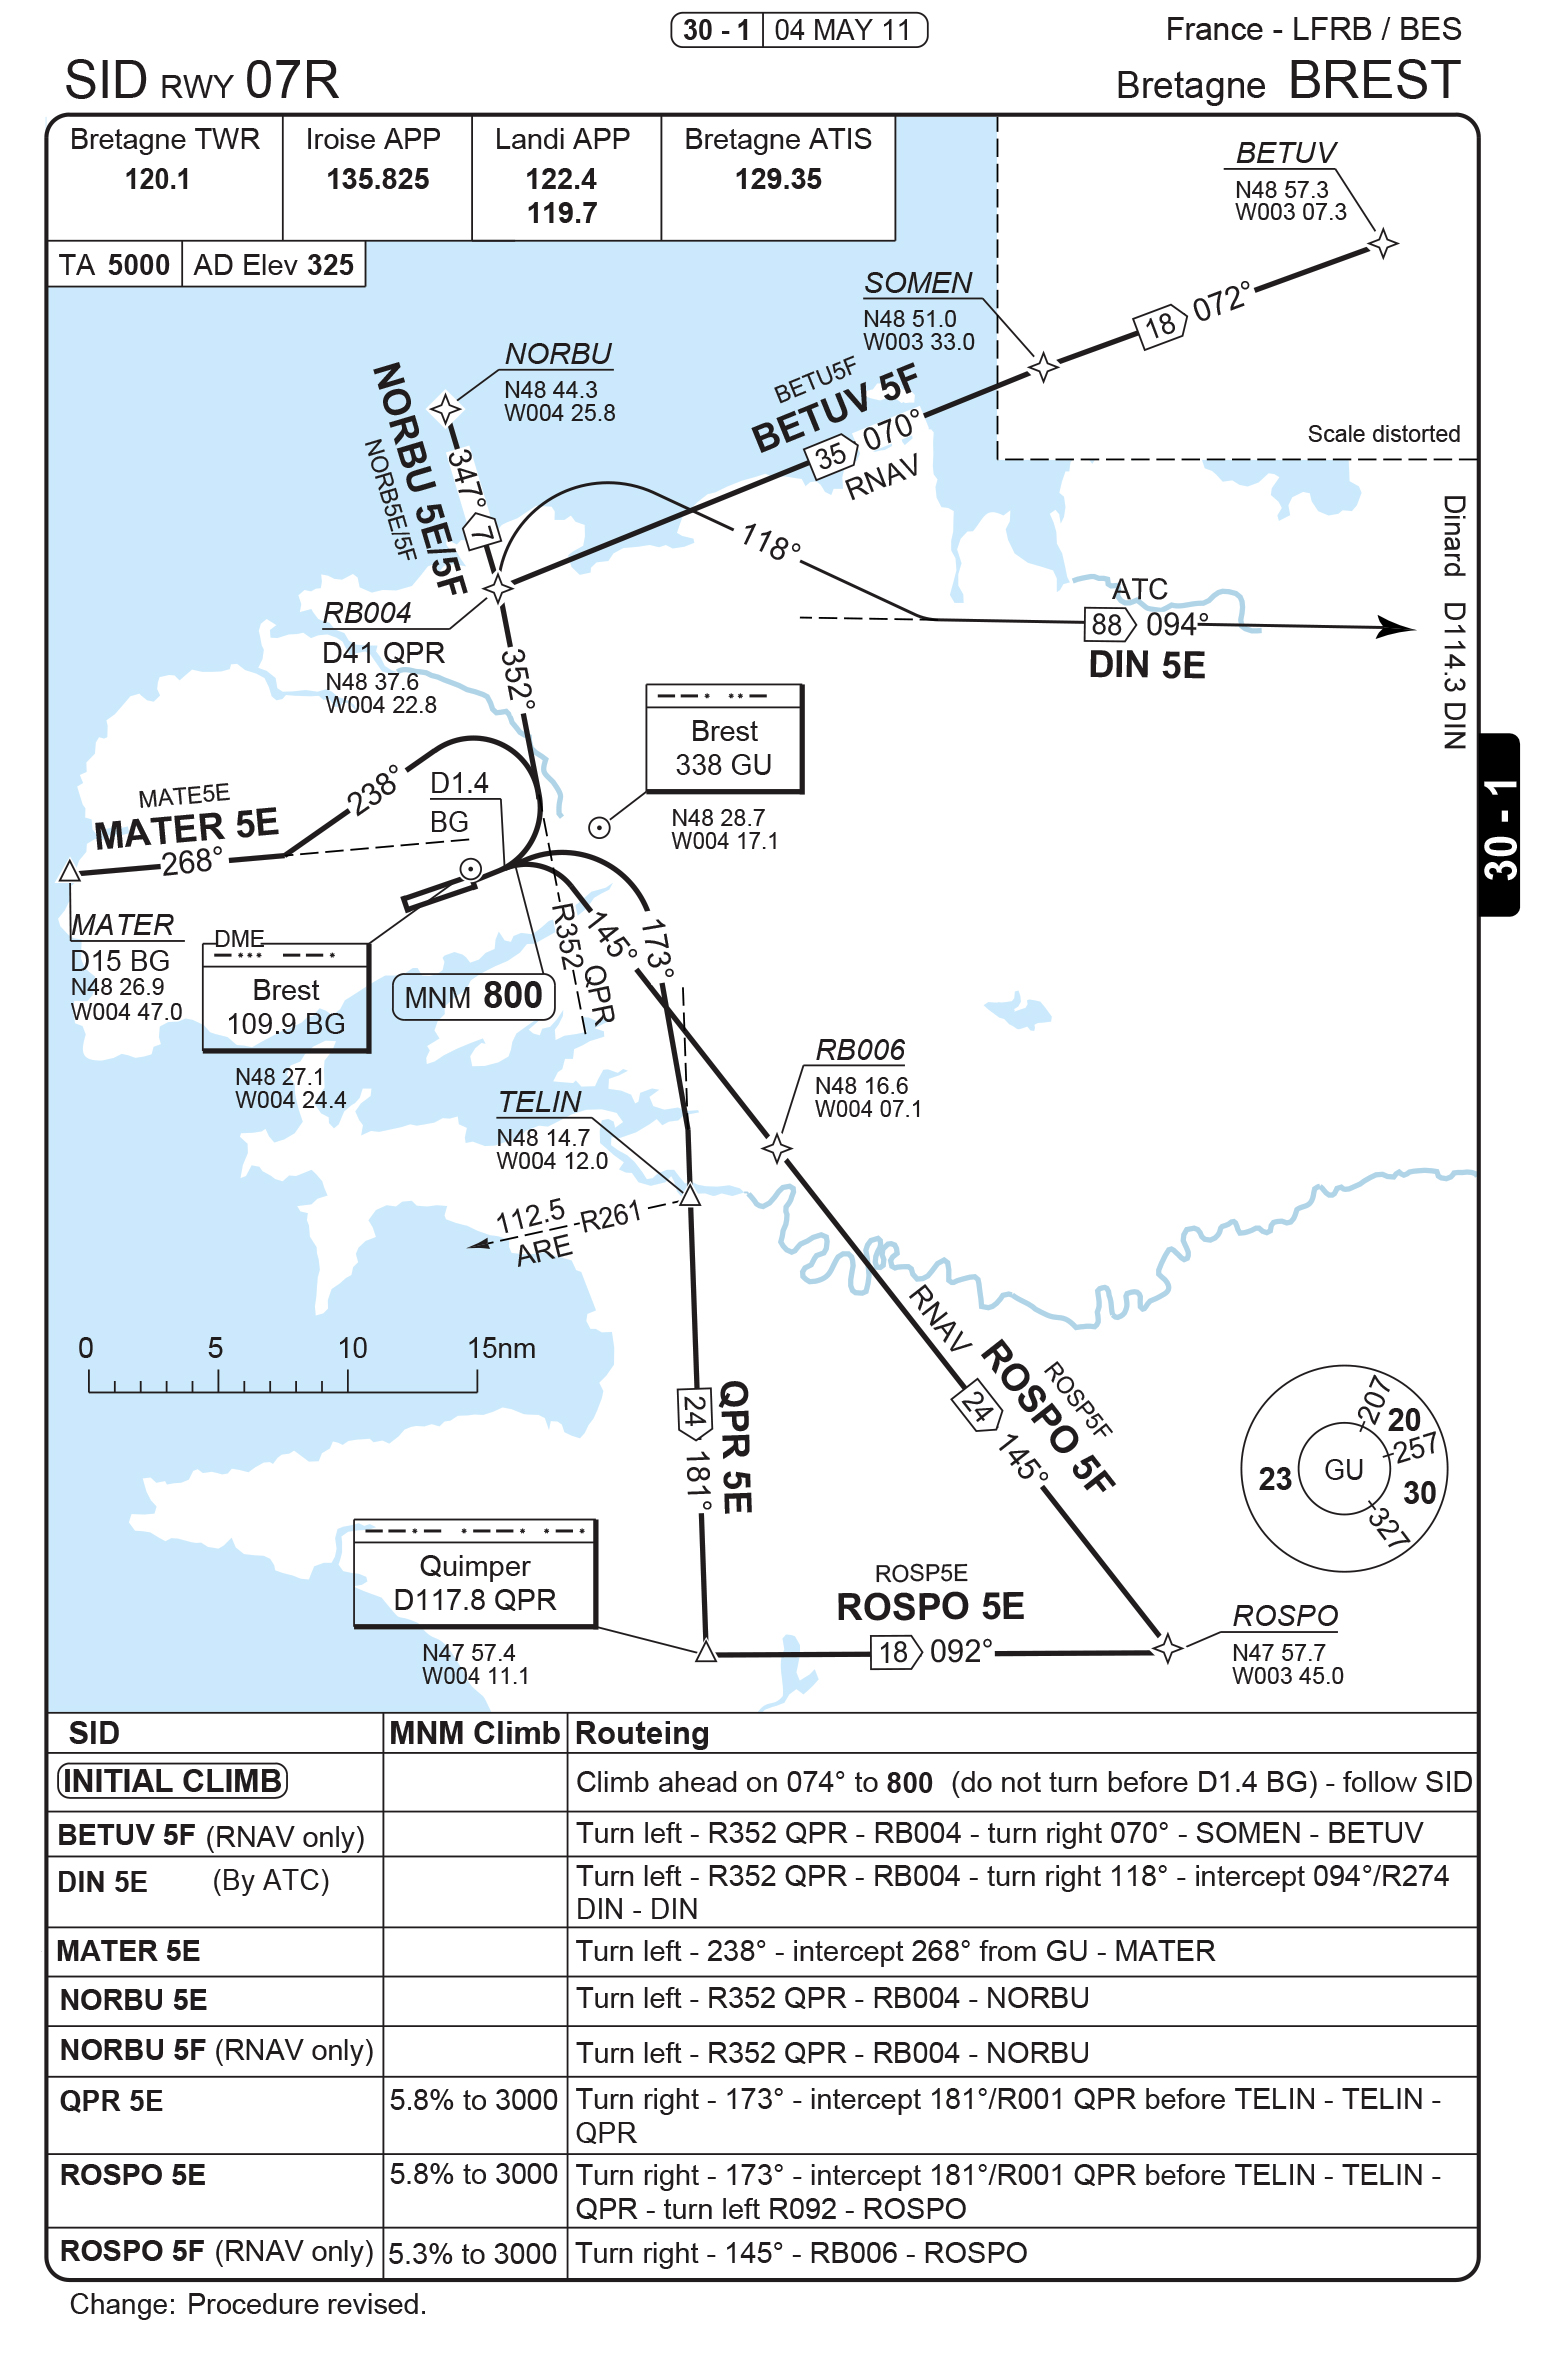 30 - 1 04 MAY 11
France - LFRB / BES
SID RWY 07R
Bretagne BREST
Bretagne TWR
120.1
Iroise APP
135.825
Landi APP
122.4
119.7
Bretagne ATIS
129.35
TA 5000
AD Elev 325
BETUV
N48 57.3
W003 07.3
SOMEN
N48 51.0
W003 33.0
18 072°
NORBU
N48 44.3
W004 25.8
BETU5F
BETUV 5F
35 070°
RNAV
Scale distorted
NORBU 5E/5F
NORB5E/5F
347°
7
118°
Dinard D114.3 DIN
ATC
88 094°
DIN 5E
RB004
D41 QPR
N48 37.6
W004 22.8
352°
Brest
338 GU
N48 28.7
W004 17.1
30 - 1
MATE5E
MATER 5E
268°
238°
D1.4
BG
MATER
D15 BG
N48 26.9
W004 47.0
DME
Brest
109.9 BG
N48 27.1
W004 24.4
MNM 800
R352 QPR
145°
173°
RB006
N48 16.6
W004 07.1
TELIN
N48 14.7
W004 12.0
112.5 R261
ARE
0 5 10 15nm
RNAV
ROSPO 5F
ROSP5F
24 145°
QPR 5E
24 181°
GU
207
20
257
30
327
23
Quimper
D117.8 QPR
N47 57.4
W004 11.1
ROSP5E
ROSPO 5E
18 092°
ROSPO
N47 57.7
W003 45.0
SID MNM Climb Routeing
INITIAL CLIMB Climb ahead on 074° to 800 (do not turn before D1.4 BG) - follow SID
BETUV 5F (RNAV only) Turn left - R352 QPR - RB004 - turn right 070° - SOMEN - BETUV
DIN 5E (By ATC) Turn left - R352 QPR - RB004 - turn right 118° - intercept 094°/R274
DIN - DIN
MATER 5E Turn left - 238° - intercept 268° from GU - MATER
NORBU 5E Turn left - R352 QPR - RB004 - NORBU
NORBU 5F (RNAV only) Turn left - R352 QPR - RB004 - NORBU
QPR 5E 5.8% to 3000 Turn right - 173° - intercept 181°/R001 QPR before TELIN - TELIN -
QPR
ROSPO 5E 5.8% to 3000 Turn right - 173° - intercept 181°/R001 QPR before TELIN - TELIN -
QPR - turn left R092 - ROSPO
ROSPO 5F (RNAV only) 5.3% to 3000 Turn right - 145° - RB006 - ROSPO
Change: Procedure revised.